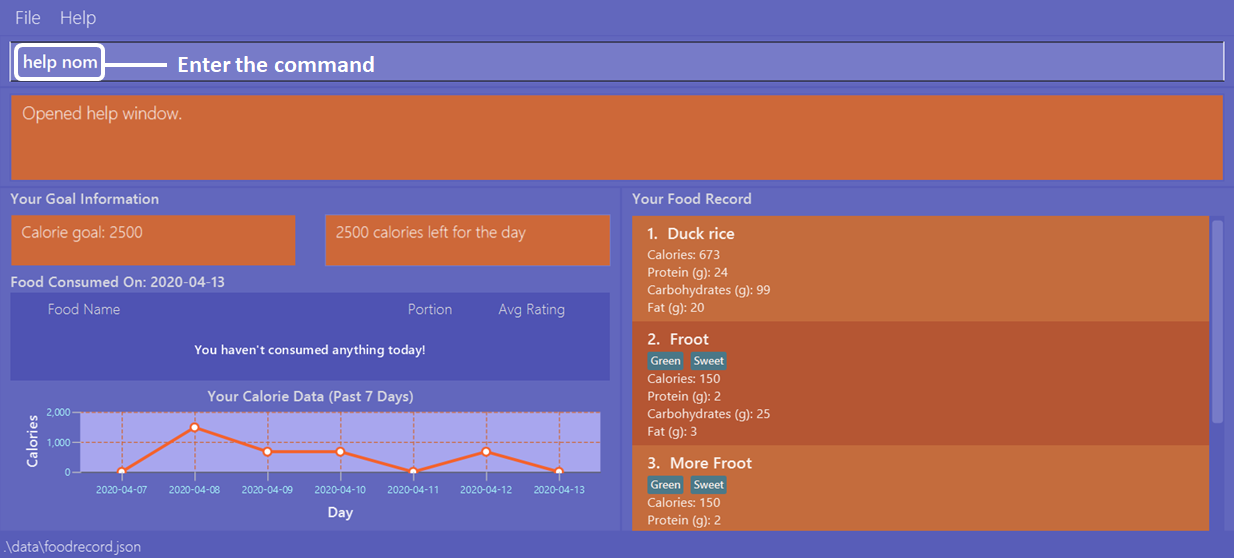 File Help
help nom Enter the command
Opened help window.
Your Goal Information
Calorie goal: 2500
2500 calories left for the day
Food Consumed On: 2020-04-13
Food Name Portion Avg Rating
You haven't consumed anything today!
Your Calorie Data (Past 7 Days)
Calories
2,000
1,000
0
2020-04-07 2020-04-08 2020-04-09 2020-04-10 2020-04-11 2020-04-12 2020-04-13
Day
Your Food Record
1. Duck rice
Calories: 673
Protein (g): 24
Carbohydrates (g): 99
Fat (g): 20
2. Froot
Green Sweet
Calories: 150
Protein (g): 2
Carbohydrates (g): 25
Fat (g): 3
3. More Froot
Green Sweet
Calories: 150
Protein (g): 2
.\data\foodrecord.json